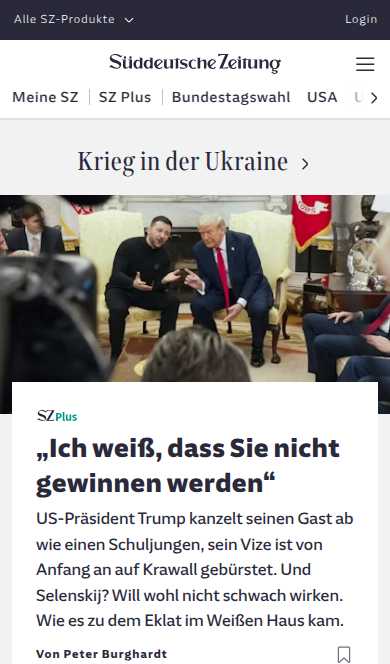 Alle SZ-Produkte
Login
Süddeutsche Zeitung
Meine SZ
SZ Plus
Bundestagswahl
USA
Krieg in der Ukraine
SZ Plus
„Ich weiß, dass Sie nicht
gewinnen werden“
US-Präsident Trump kanzelt seinen Gast ab
wie einen Schuljungen, sein Vize ist von
Anfang an auf Krawall gebürstet. Und
Selenskij? Will wohl nicht schwach wirken.
Wie es zu dem Eklat im Weißen Haus kam.
Von Peter Burghardt